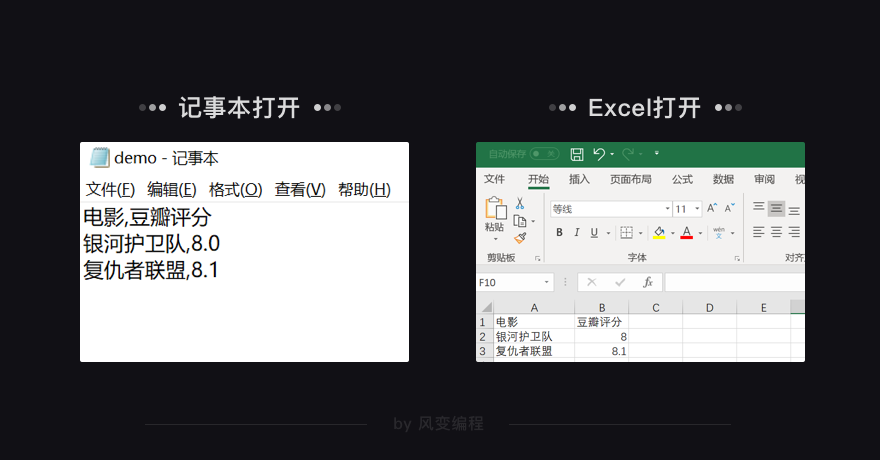 记事本打开
Excel打开
demo - 记事本
文件(F) 编辑(E) 格式(O) 查看(V) 帮助(H)
电影,豆瓣评分
银河护卫队,8.0
复仇者联盟,8.1
自动保存
文件 开始 插入 页面布局 公式 数据 审阅 视
等线 11 A A
粘贴
B I U A wén 文
剪贴板 字体 对齐方
F10 fx
A B C D E
1 电影 豆瓣评分
2 银河护卫队 8
3 复仇者联盟 8.1
by 风变编程